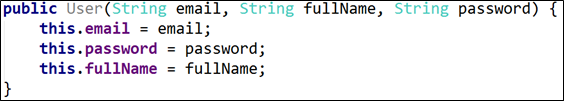 public User(String email, String fullName, String password) {
    this.email = email;
    this.password = password;
    this.fullName = fullName;
}